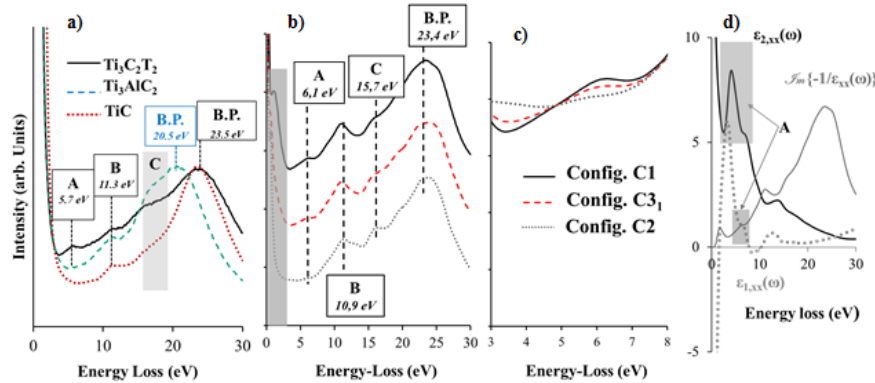 a)
Intensity (arb. Units)
Ti₃C₂T₂
Ti₃AlC₂
TiC
B.P.
20.5 eV
B.P.
23.5 eV
A
5.7 eV
B
11.3 eV
C
0 10 20 30
Energy Loss (eV)
b)
B.P.
23,4 eV
A
6,1 eV
C
15,7 eV
B
10,9 eV
0 5 10 15 20 25 30
Energy-Loss (eV)
c)
Config. C1
Config. C3₁
Config. C2
3 4 5 6 7 8
Energy-Loss (eV)
d)
ε₂,xx(ω)
ℐm{-1/εxx(ω)}
A
ε₁,xx(ω)
10
5
0
-5
0 10 20 30
Energy loss (eV)